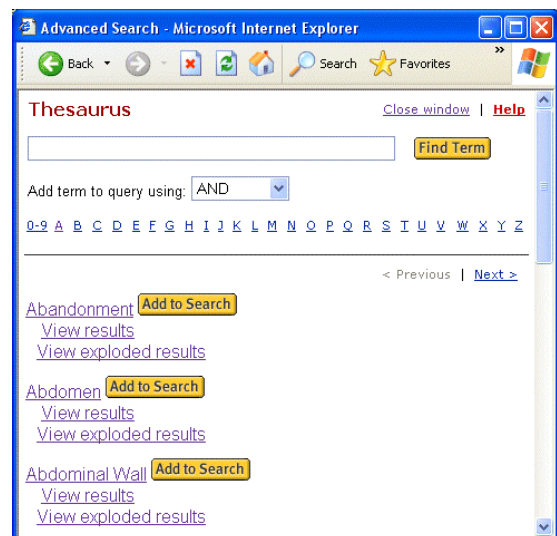 Advanced Search - Microsoft Internet Explorer
Back Search Favorites »
Thesaurus Close window | Help
Find Term
Add term to query using: AND
0-9 A B C D E F G H I J K L M N O P Q R S T U V W X Y Z
< Previous | Next >
Abandonment Add to Search
View results
View exploded results
Abdomen Add to Search
View results
View exploded results
Abdominal Wall Add to Search
View results
View exploded results